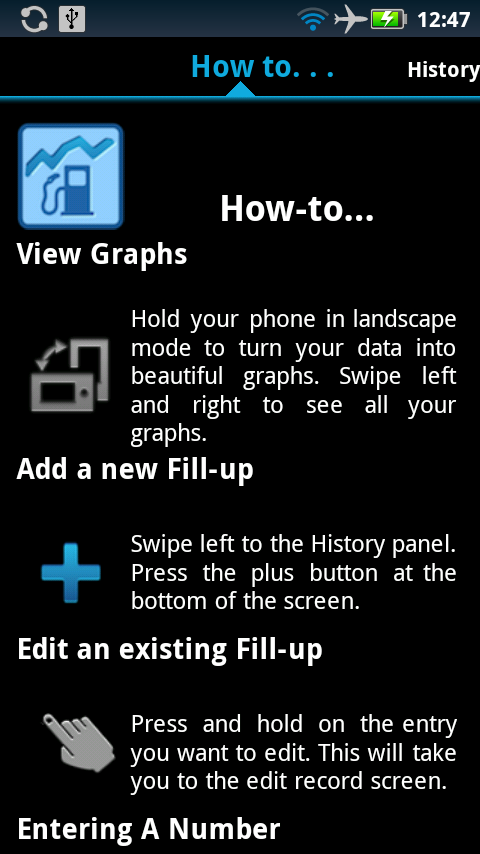 12:47
How to. . .
History
How-to...
View Graphs
Hold your phone in landscape
mode to turn your data into
beautiful graphs. Swipe left
and right to see all your
graphs.
Add a new Fill-up
Swipe left to the History panel.
Press the plus button at the
bottom of the screen.
Edit an existing Fill-up
Press and hold on the entry
you want to edit. This will take
you to the edit record screen.
Entering A Number